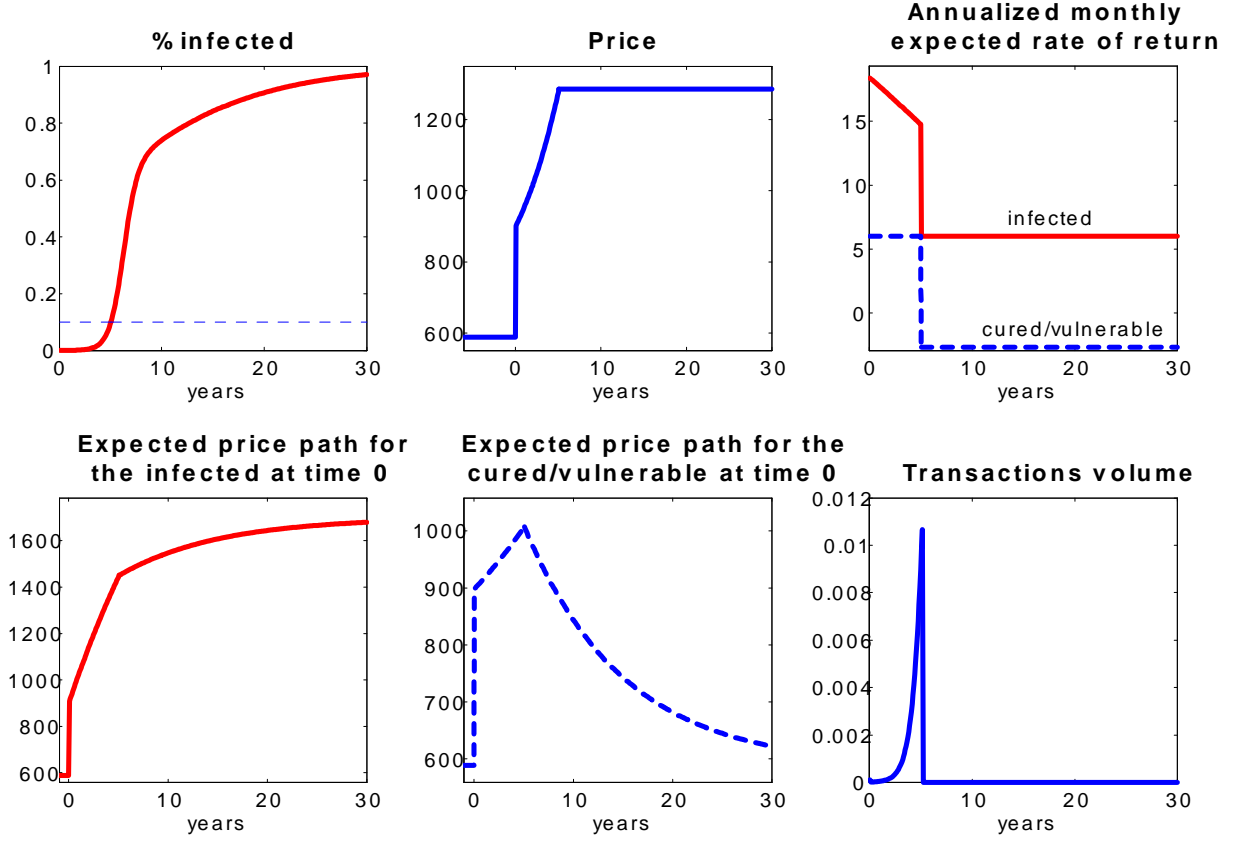 % infected
1
0.8
0.6
0.4
0.2
0
0 10 20 30
years
Price
1200
1000
800
600
0 10 20 30
years
Annualized monthly
expected rate of return
15
10
5
0
infected
cured/vulnerable
0 10 20 30
years
Expected price path for
the infected at time 0
1600
1400
1200
1000
800
600
0 10 20 30
years
Expected price path for the
cured/vulnerable at time 0
1000
900
800
700
600
0 10 20 30
years
Transactions volume
0.012
0.01
0.008
0.006
0.004
0.002
0
0 10 20 30
years